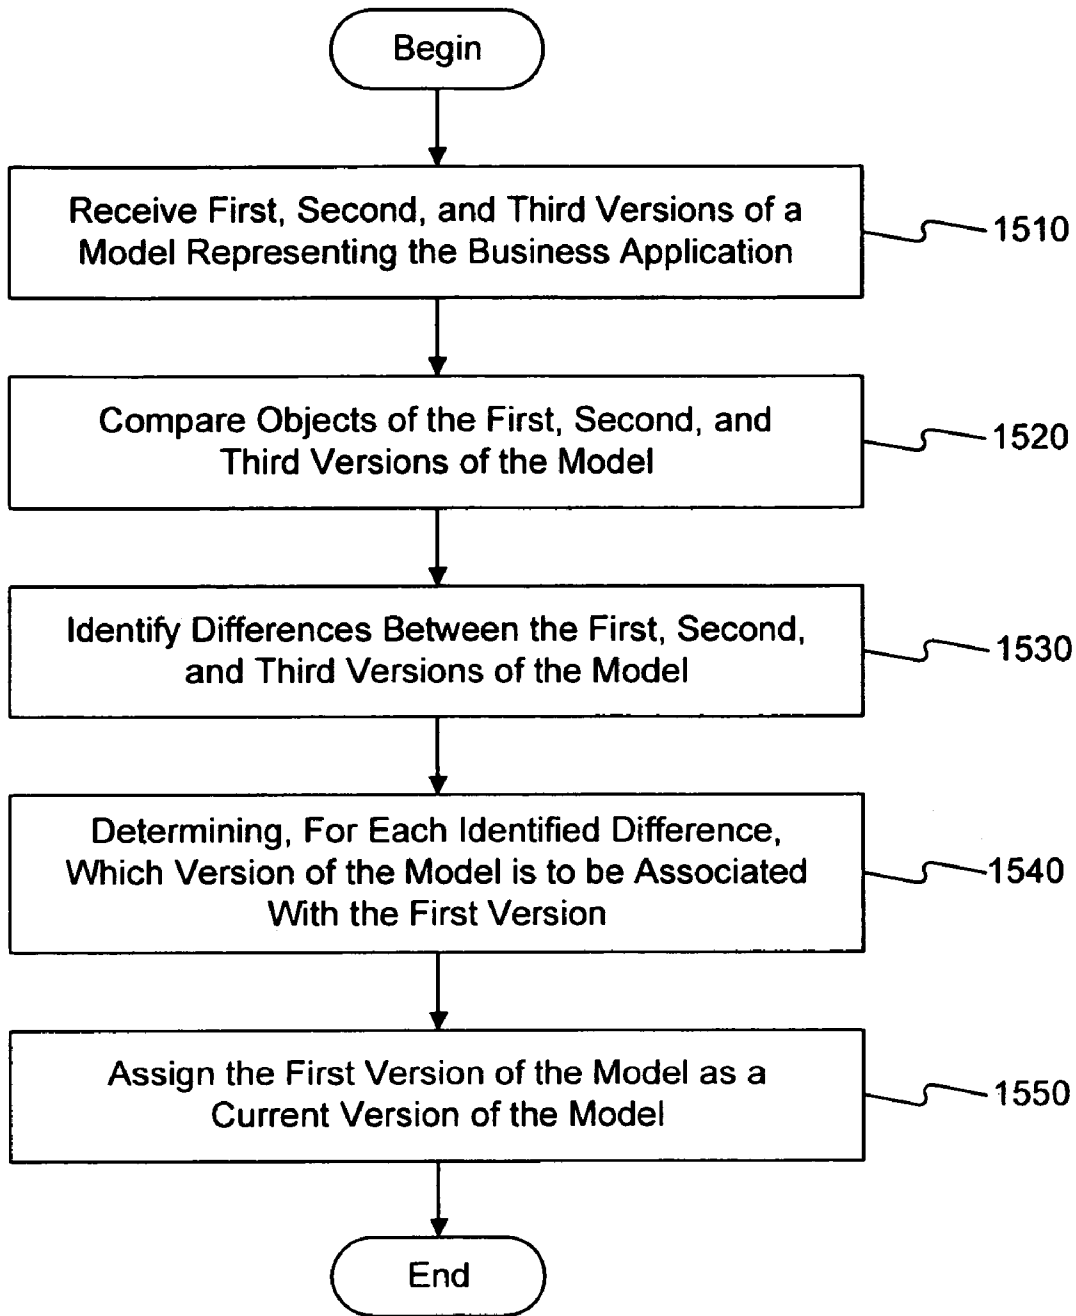 Begin
Receive First, Second, and Third Versions of a
Model Representing the Business Application
1510
Compare Objects of the First, Second, and
Third Versions of the Model
1520
Identify Differences Between the First, Second,
and Third Versions of the Model
1530
Determining, For Each Identified Difference,
Which Version of the Model is to be Associated
With the First Version
1540
Assign the First Version of the Model as a
Current Version of the Model
1550
End